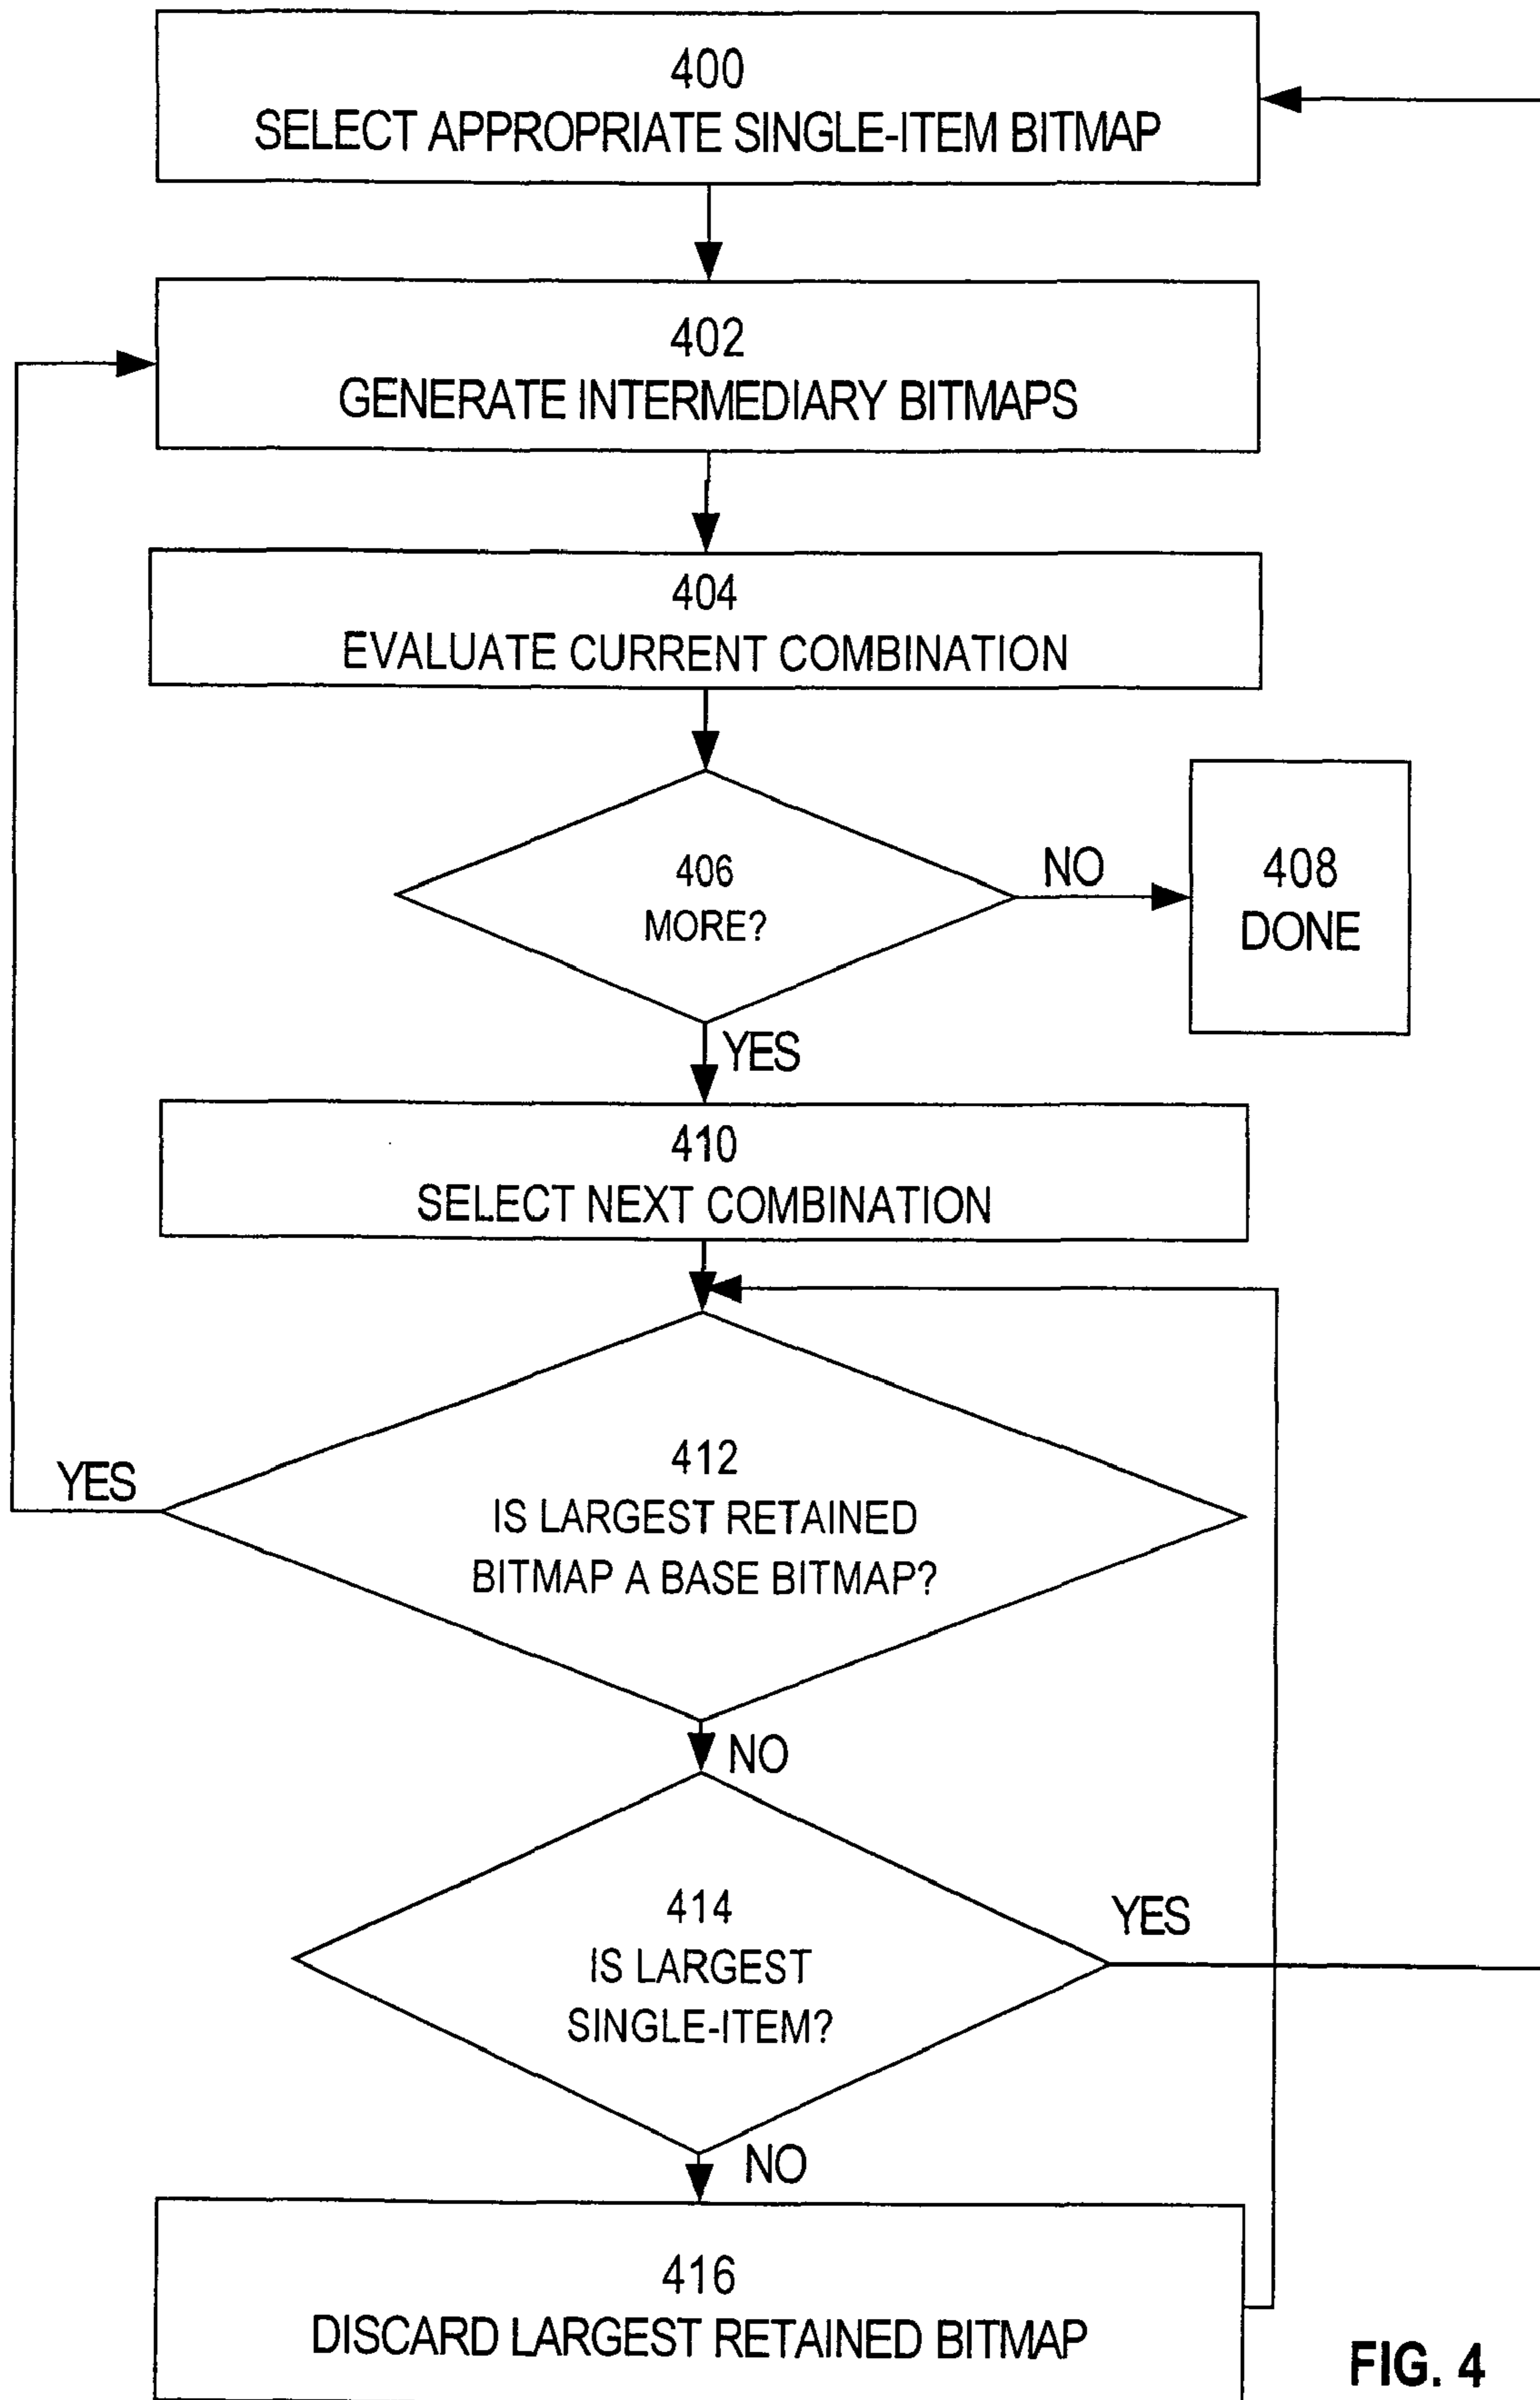 400
SELECT APPROPRIATE SINGLE-ITEM BITMAP
402
GENERATE INTERMEDIARY BITMAPS
404
EVALUATE CURRENT COMBINATION
406
MORE?
NO
408
DONE
YES
410
SELECT NEXT COMBINATION
YES
412
IS LARGEST RETAINED
BITMAP A BASE BITMAP?
NO
414
IS LARGEST
SINGLE-ITEM?
YES
NO
416
DISCARD LARGEST RETAINED BITMAP
FIG. 4